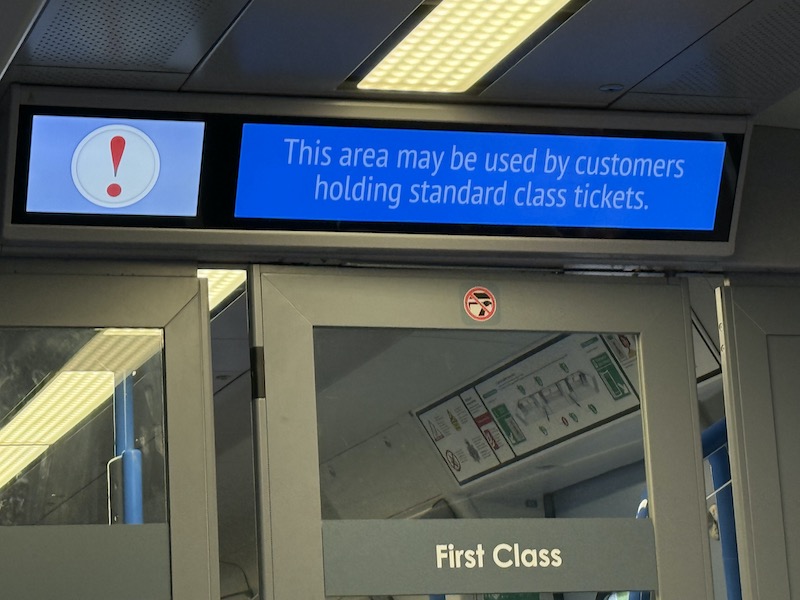 This area may be used by customers
holding standard class tickets.
First Class